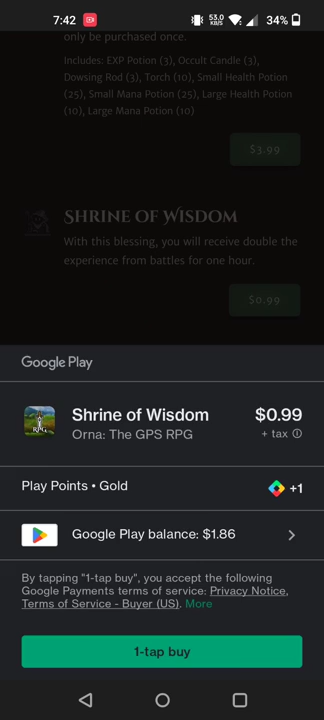 7:42
53.0
KB/S
34%
only be purchased once.
Includes: EXP Potion (3), Occult Candle (3),
Dowsing Rod (3), Torch (10), Small Health Potion
(25), Small Mana Potion (25), Large Health Potion
(10), Large Mana Potion (10)
$3.99
Shrine of Wisdom
With this blessing, you will receive double the
experience from battles for one hour.
$0.99
Google Play
Shrine of Wisdom $0.99
Orna: The GPS RPG + tax
RPG
Play Points • Gold +1
Google Play balance: $1.86
By tapping "1-tap buy", you accept the following
Google Payments terms of service: Privacy Notice,
Terms of Service - Buyer (US). More
1-tap buy